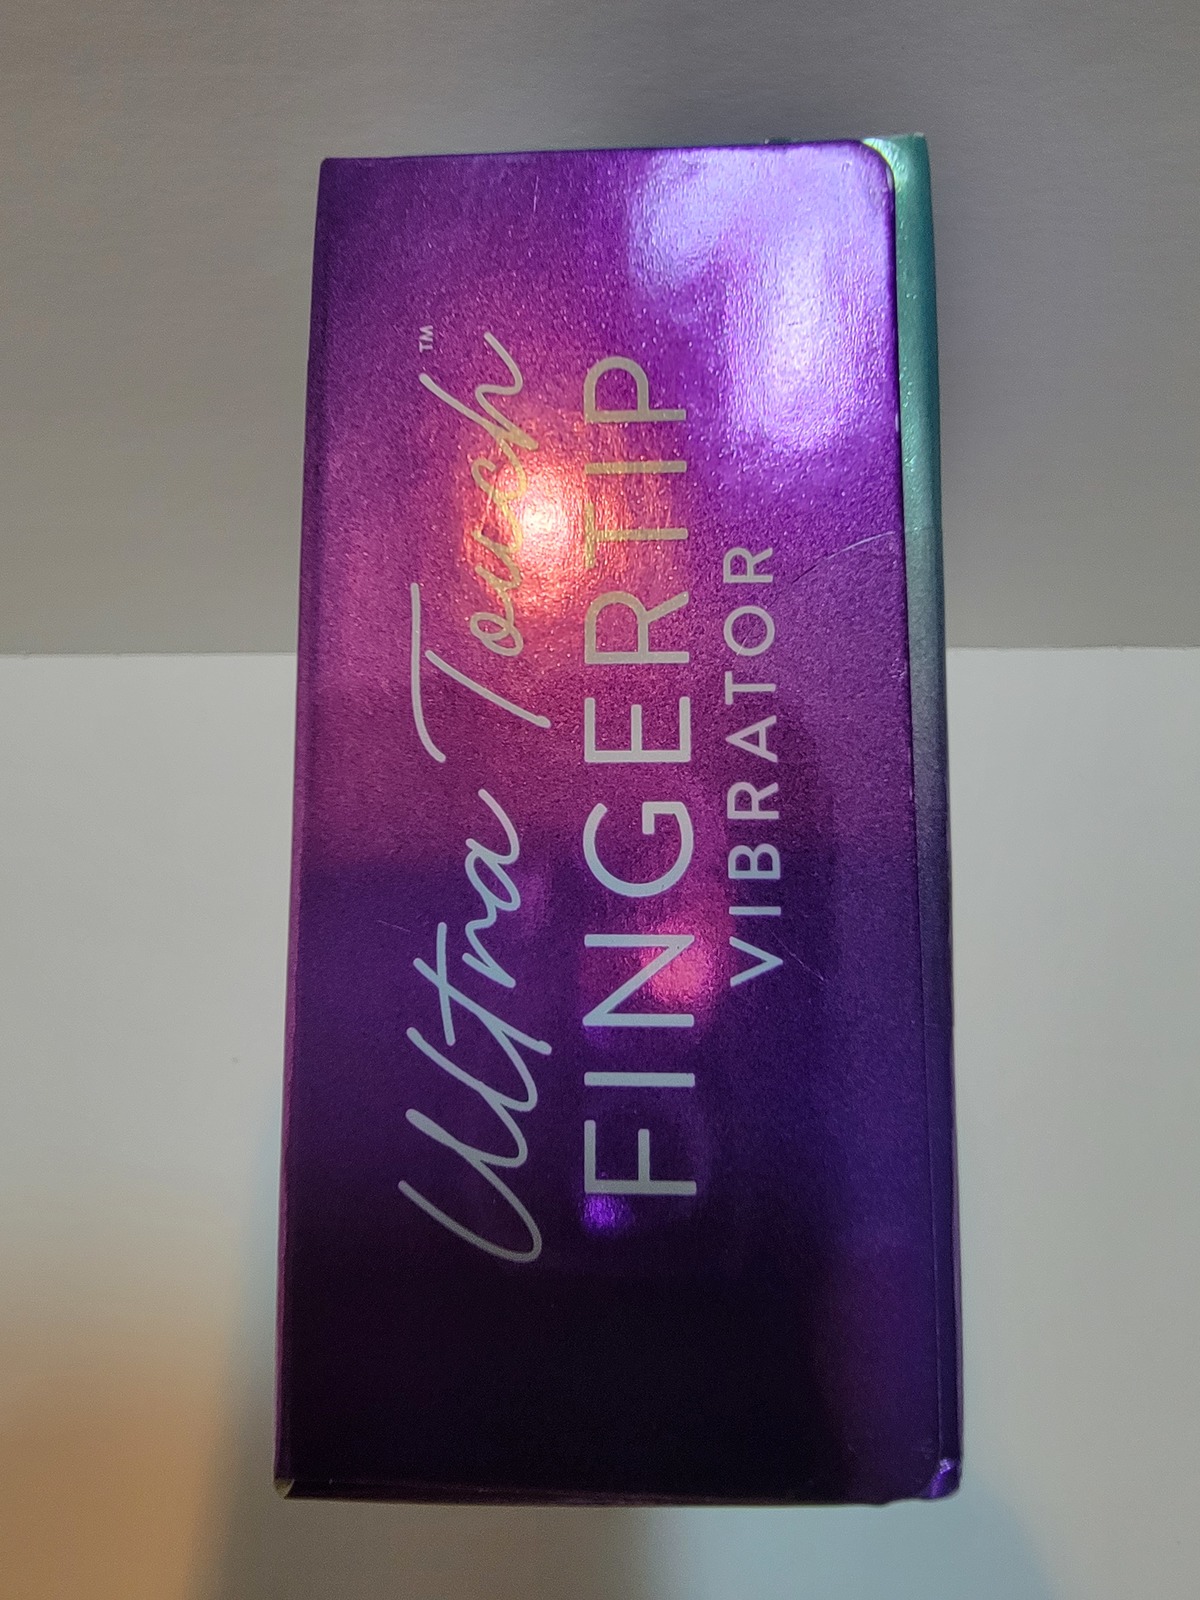 Ultra Touch™
FINGERTIP
VIBRATOR